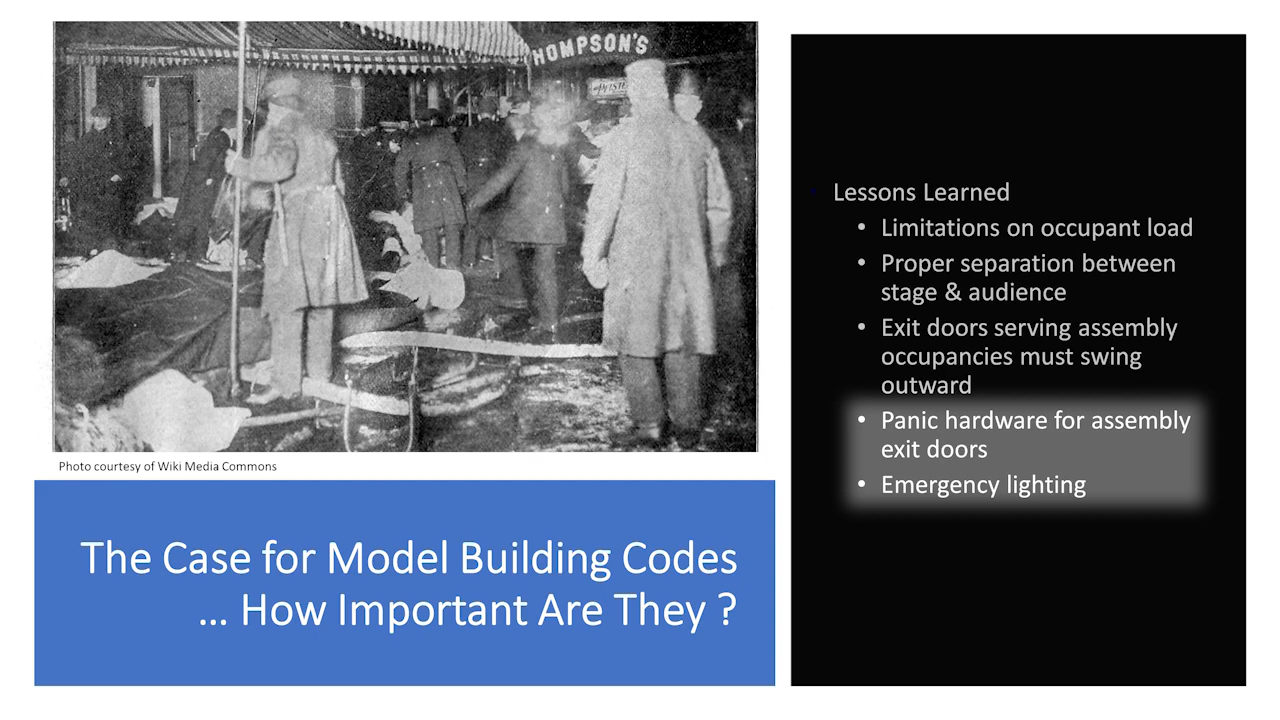 HOMPSON'S
Photo courtesy of Wiki Media Commons
The Case for Model Building Codes
... How Important Are They ?
Lessons Learned
• Limitations on occupant load
• Proper separation between
stage & audience
• Exit doors serving assembly
occupancies must swing
outward
• Panic hardware for assembly
exit doors
• Emergency lighting